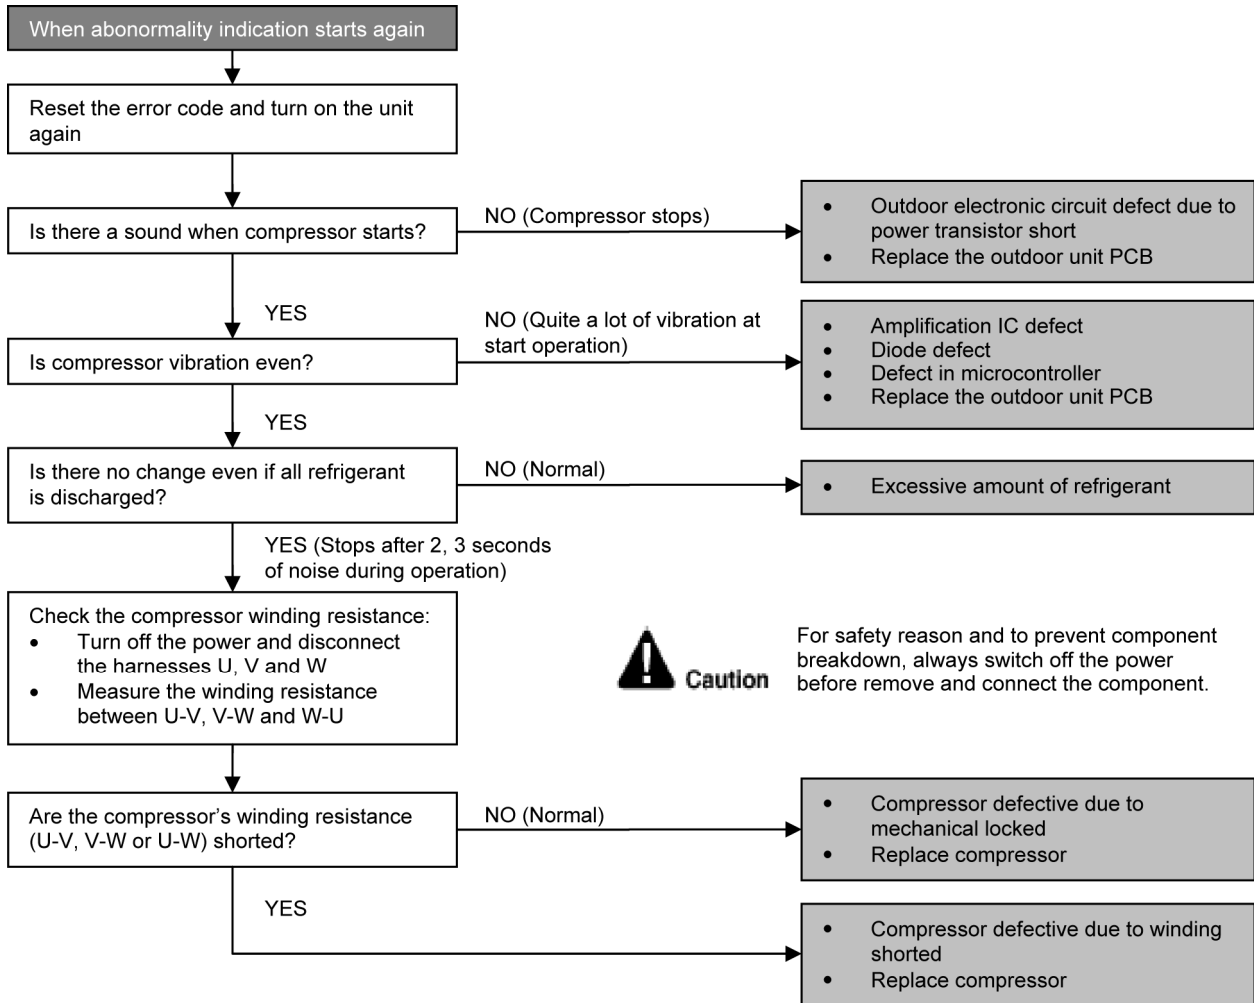 When abonormality indication starts again
Reset the error code and turn on the unit
again
Is there a sound when compressor starts?
NO (Compressor stops)
• Outdoor electronic circuit defect due to
power transistor short
• Replace the outdoor unit PCB
YES
NO (Quite a lot of vibration at
start operation)
Is compressor vibration even?
• Amplification IC defect
• Diode defect
• Defect in microcontroller
• Replace the outdoor unit PCB
YES
Is there no change even if all refrigerant
is discharged?
NO (Normal)
• Excessive amount of refrigerant
YES (Stops after 2, 3 seconds
of noise during operation)
Check the compressor winding resistance:
• Turn off the power and disconnect
the harnesses U, V and W
• Measure the winding resistance
between U-V, V-W and W-U
Caution
For safety reason and to prevent component
breakdown, always switch off the power
before remove and connect the component.
Are the compressor’s winding resistance
(U-V, V-W or U-W) shorted?
NO (Normal)
• Compressor defective due to
mechanical locked
• Replace compressor
YES
• Compressor defective due to winding
shorted
• Replace compressor